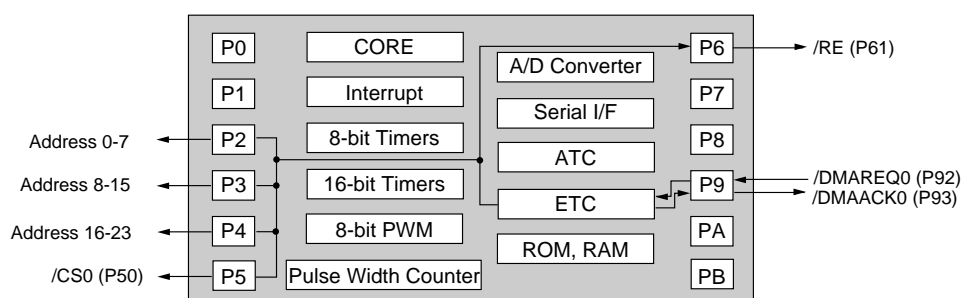 P0
CORE
P6
/RE (P61)
A/D Converter
P1
Interrupt
P7
Serial I/F
Address 0-7
P2
8-bit Timers
P8
ATC
Address 8-15
P3
16-bit Timers
P9
/DMAREQ0 (P92)
/DMAACK0 (P93)
ETC
Address 16-23
P4
8-bit PWM
PA
ROM, RAM
/CS0 (P50)
P5
Pulse Width Counter
PB